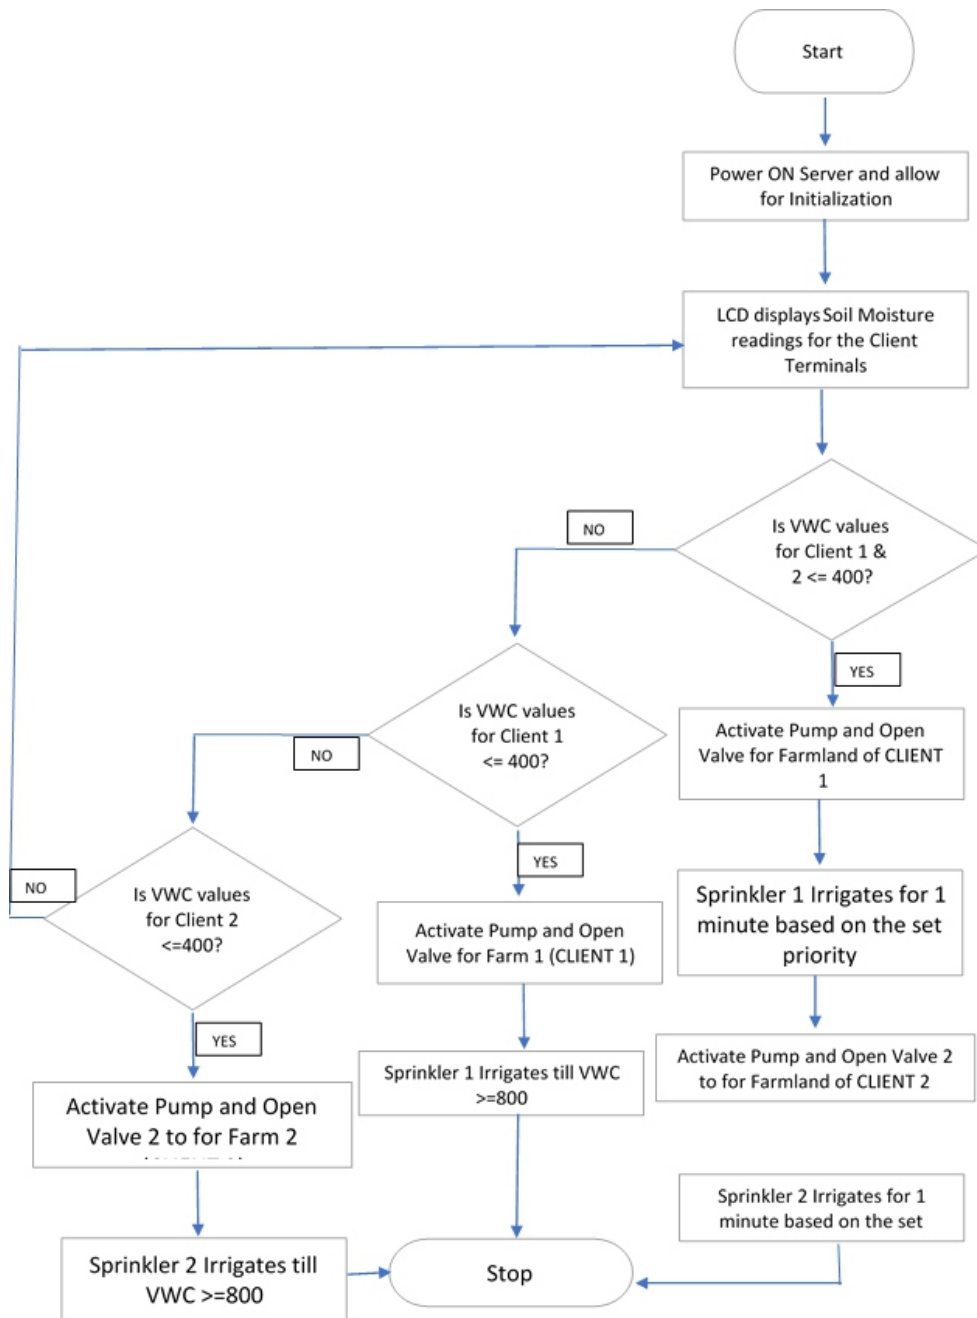 Start
Power ON Server and allow
for Initialization
LCD displays Soil Moisture
readings for the Client
Terminals
Is VWC values
for Client 1 &
2 <= 400?
NO
YES
Is VWC values
for Client 1
<= 400?
NO
YES
Activate Pump and Open
Valve for Farmland of CLIENT
1
Is VWC values
for Client 2
<=400?
NO
YES
Activate Pump and Open
Valve for Farm 1 (CLIENT 1)
Sprinkler 1 Irrigates for 1
minute based on the set
priority
Sprinkler 1 Irrigates till VWC
>=800
Activate Pump and Open Valve 2
to for Farmland of CLIENT 2
Activate Pump and Open
Valve 2 to for Farm 2
Sprinkler 2 Irrigates for 1
minute based on the set
Sprinkler 2 Irrigates till
VWC >=800
Stop